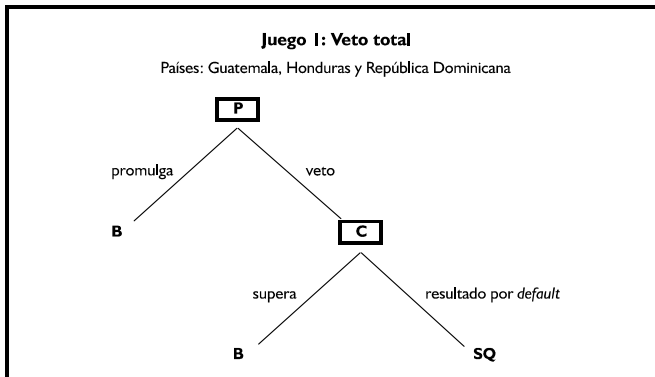 Juego 1: Veto total
Países: Guatemala, Honduras y República Dominicana
P
promulga
veto
B
C
supera
resultado por default
B
SQ